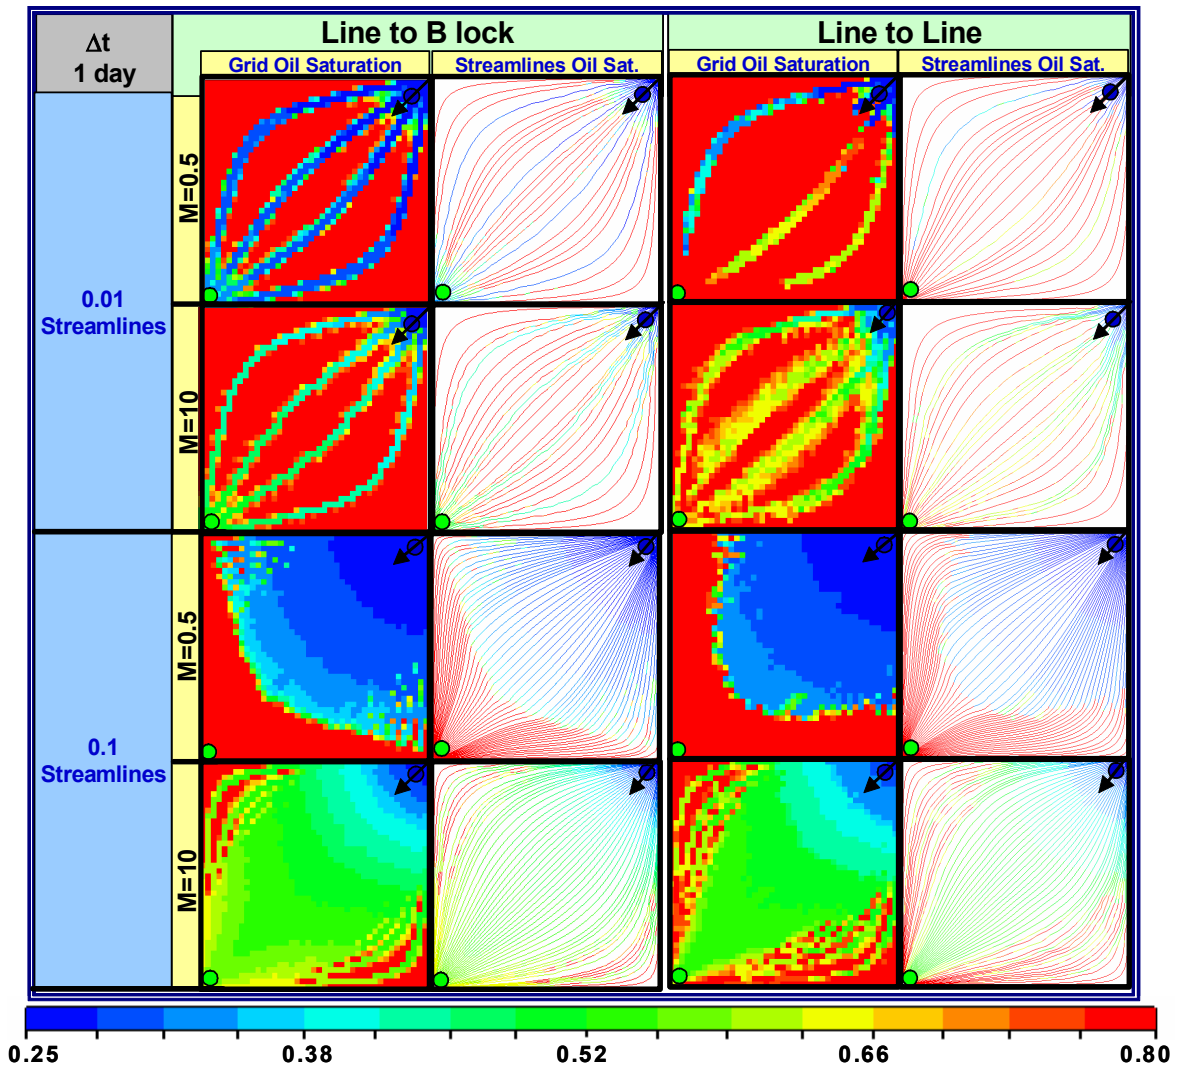 Δt
1 day
Line to B lock
Line to Line
Grid Oil Saturation
Streamlines Oil Sat.
Grid Oil Saturation
Streamlines Oil Sat.
0.01
Streamlines
M=0.5
M=10
0.1
Streamlines
M=0.5
M=10
0.25
0.38
0.52
0.66
0.80